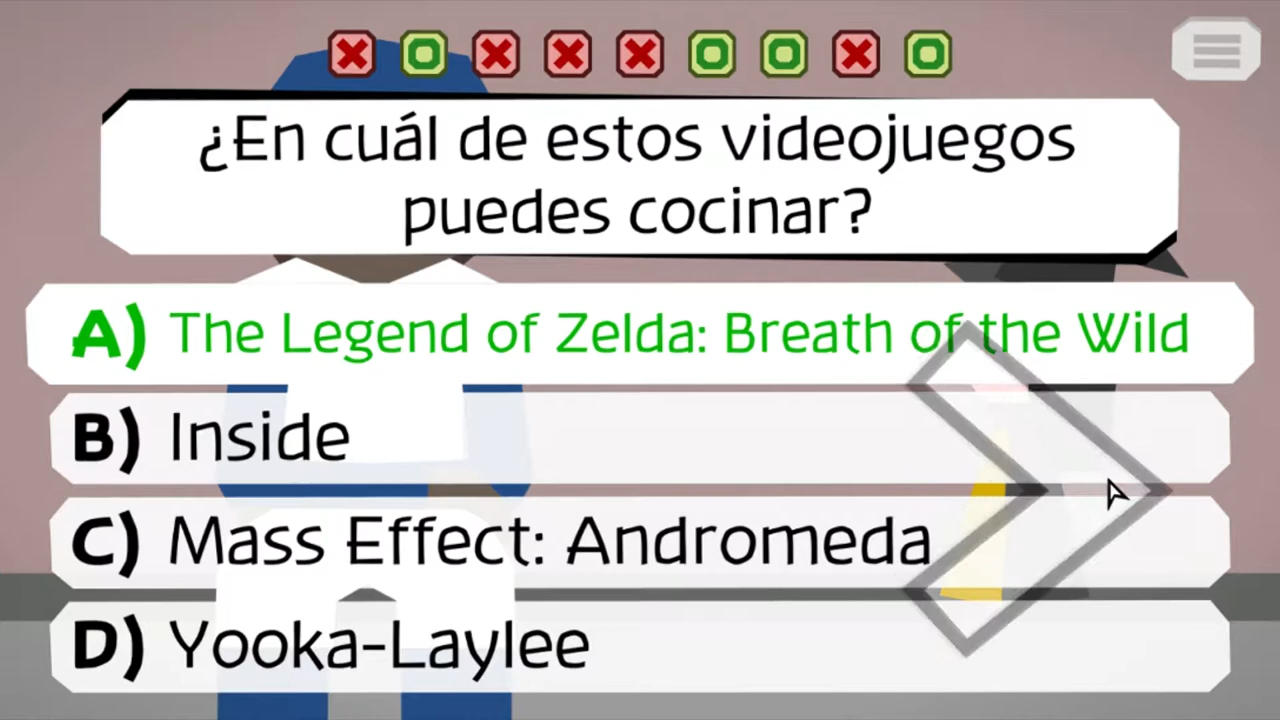 ¿En cuál de estos videojuegos
puedes cocinar?
A) The Legend of Zelda: Breath of the Wild
B) Inside
C) Mass Effect: Andromeda
D) Yooka-Laylee